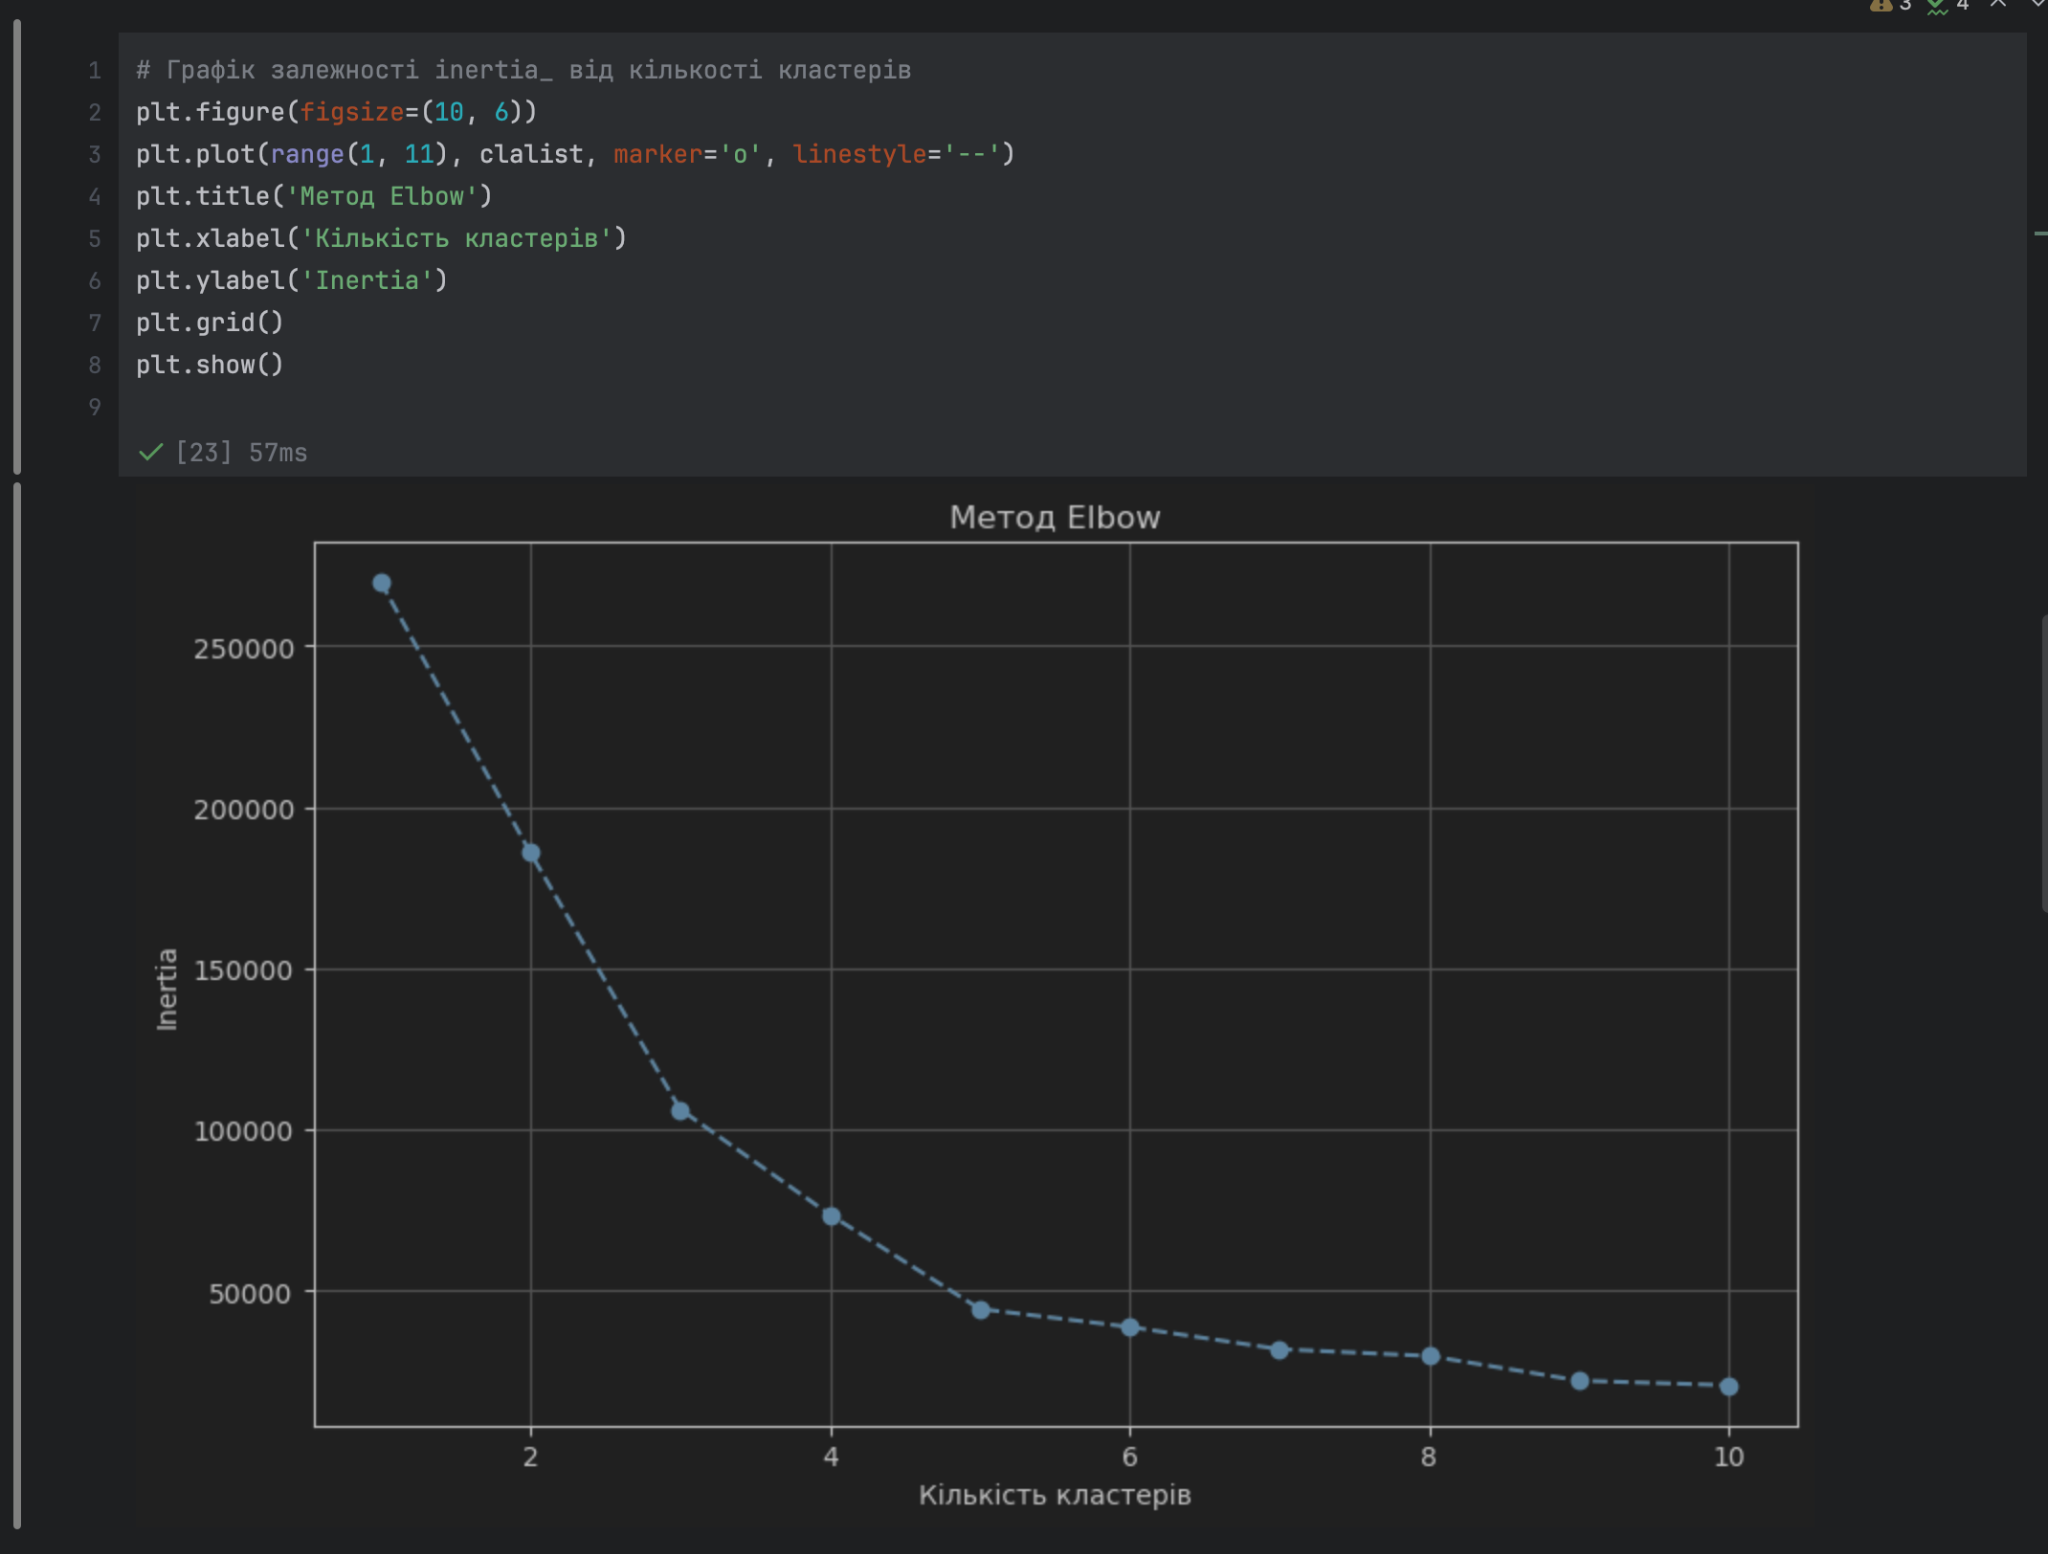 3 4
1 # Графік залежності inertia_ від кількості кластерів
2 plt.figure(figsize=(10, 6))
3 plt.plot(range(1, 11), clalist, marker='o', linestyle='--')
4 plt.title('Метод Elbow')
5 plt.xlabel('Кількість кластерів')
6 plt.ylabel('Inertia')
7 plt.grid()
8 plt.show()
9
[23] 57ms
Метод Elbow
250000
200000
150000
100000
50000
Inertia
2 4 6 8 10
Кількість кластерів